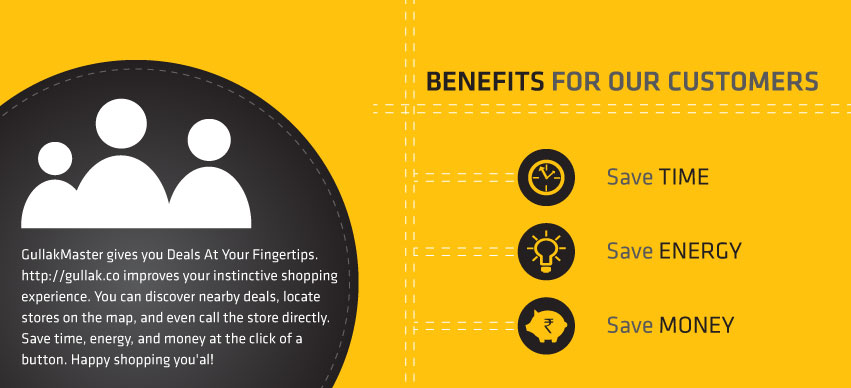 BENEFITS FOR OUR CUSTOMERS
Save TIME
Save ENERGY
₹
Save MONEY
GullakMaster gives you Deals At Your Fingertips.
http://gullak.co improves your instinctive shopping
experience. You can discover nearby deals, locate
stores on the map, and even call the store directly.
Save time, energy, and money at the click of a
button. Happy shopping you'al!